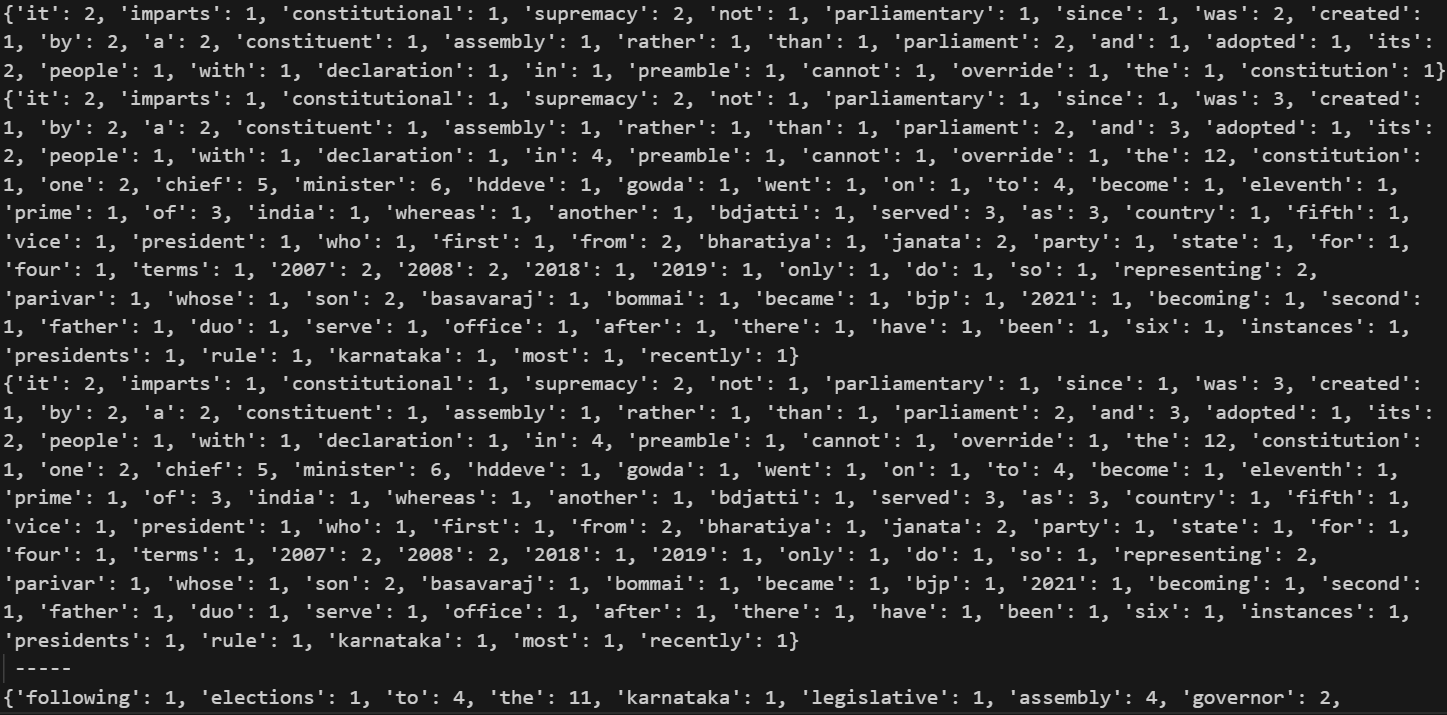 {'it': 2, 'imparts': 1, 'constitutional': 1, 'supremacy': 2, 'not': 1, 'parliamentary': 1, 'since': 1, 'was': 2, 'created':
1, 'by': 2, 'a': 2, 'constituent': 1, 'assembly': 1, 'rather': 1, 'than': 1, 'parliament': 2, 'and': 1, 'adopted': 1, 'its':
2, 'people': 1, 'with': 1, 'declaration': 1, 'in': 1, 'preamble': 1, 'cannot': 1, 'override': 1, 'the': 1, 'constitution': 1}
{'it': 2, 'imparts': 1, 'constitutional': 1, 'supremacy': 2, 'not': 1, 'parliamentary': 1, 'since': 1, 'was': 3, 'created':
1, 'by': 2, 'a': 2, 'constituent': 1, 'assembly': 1, 'rather': 1, 'than': 1, 'parliament': 2, 'and': 3, 'adopted': 1, 'its':
2, 'people': 1, 'with': 1, 'declaration': 1, 'in': 4, 'preamble': 1, 'cannot': 1, 'override': 1, 'the': 12, 'constitution':
1, 'one': 2, 'chief': 5, 'minister': 6, 'hddeve': 1, 'gowda': 1, 'went': 1, 'on': 1, 'to': 4, 'become': 1, 'eleventh': 1,
'prime': 1, 'of': 3, 'india': 1, 'whereas': 1, 'another': 1, 'bdjatti': 1, 'served': 3, 'as': 3, 'country': 1, 'fifth': 1,
'vice': 1, 'president': 1, 'who': 1, 'first': 1, 'from': 2, 'bharatiya': 1, 'janata': 2, 'party': 1, 'state': 1, 'for': 1,
'four': 1, 'terms': 1, '2007': 2, '2008': 2, '2018': 1, '2019': 1, 'only': 1, 'do': 1, 'so': 1, 'representing': 2,
'parivar': 1, 'whose': 1, 'son': 2, 'basavaraj': 1, 'bommai': 1, 'became': 1, 'bjp': 1, '2021': 1, 'becoming': 1, 'second':
1, 'father': 1, 'duo': 1, 'serve': 1, 'office': 1, 'after': 1, 'there': 1, 'have': 1, 'been': 1, 'six': 1, 'instances': 1,
'presidents': 1, 'rule': 1, 'karnataka': 1, 'most': 1, 'recently': 1}
{'it': 2, 'imparts': 1, 'constitutional': 1, 'supremacy': 2, 'not': 1, 'parliamentary': 1, 'since': 1, 'was': 3, 'created':
1, 'by': 2, 'a': 2, 'constituent': 1, 'assembly': 1, 'rather': 1, 'than': 1, 'parliament': 2, 'and': 3, 'adopted': 1, 'its':
2, 'people': 1, 'with': 1, 'declaration': 1, 'in': 4, 'preamble': 1, 'cannot': 1, 'override': 1, 'the': 12, 'constitution':
1, 'one': 2, 'chief': 5, 'minister': 6, 'hddeve': 1, 'gowda': 1, 'went': 1, 'on': 1, 'to': 4, 'become': 1, 'eleventh': 1,
'prime': 1, 'of': 3, 'india': 1, 'whereas': 1, 'another': 1, 'bdjatti': 1, 'served': 3, 'as': 3, 'country': 1, 'fifth': 1,
'vice': 1, 'president': 1, 'who': 1, 'first': 1, 'from': 2, 'bharatiya': 1, 'janata': 2, 'party': 1, 'state': 1, 'for': 1,
'four': 1, 'terms': 1, '2007': 2, '2008': 2, '2018': 1, '2019': 1, 'only': 1, 'do': 1, 'so': 1, 'representing': 2,
'parivar': 1, 'whose': 1, 'son': 2, 'basavaraj': 1, 'bommai': 1, 'became': 1, 'bjp': 1, '2021': 1, 'becoming': 1, 'second':
1, 'father': 1, 'duo': 1, 'serve': 1, 'office': 1, 'after': 1, 'there': 1, 'have': 1, 'been': 1, 'six': 1, 'instances': 1,
'presidents': 1, 'rule': 1, 'karnataka': 1, 'most': 1, 'recently': 1}
-----
{'following': 1, 'elections': 1, 'to': 4, 'the': 11, 'karnataka': 1, 'legislative': 1, 'assembly': 4, 'governor': 2,